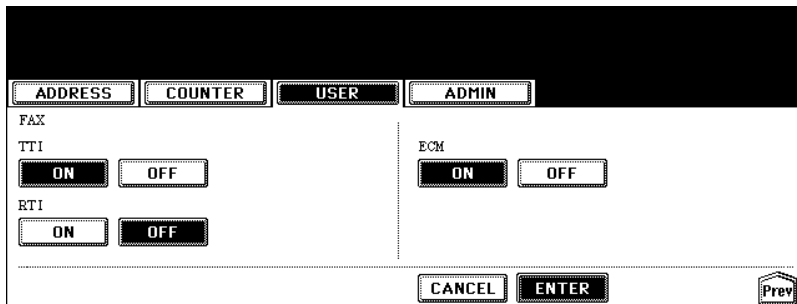 ADDRESS COUNTER USER ADMIN
FAX
TTI
ON OFF
RTI
ON OFF
ECM
ON OFF
CANCEL ENTER Prev